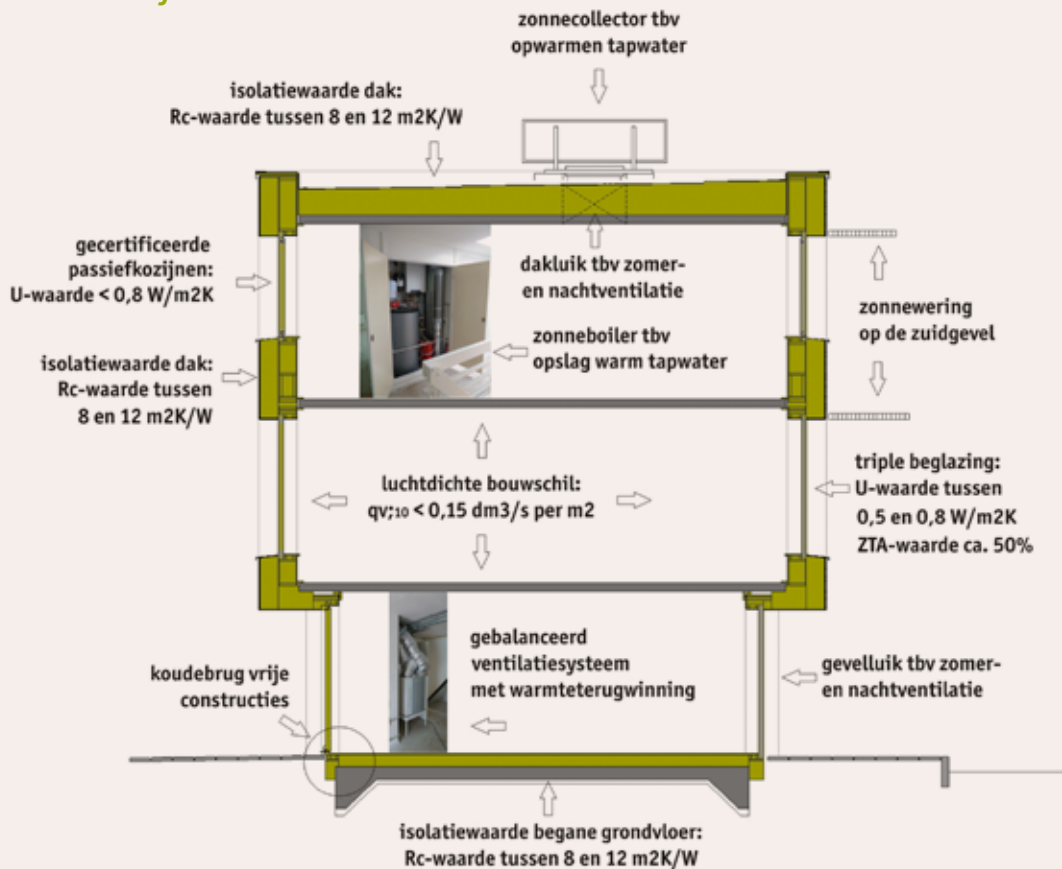 zonnecollector tbv
opwarmen tapwater
isolatiewaarde dak:
Rc-waarde tussen 8 en 12 m2K/W
gecertificeerde
passiefkozijnen:
U-waarde < 0,8 W/m2K
dakluik tbv zomer-
en nachtventilatie
zonnewering
op de zuidgevel
zonneboiler tbv
opslag warm tapwater
isolatiewaarde dak:
Rc-waarde tussen
8 en 12 m2K/W
luchtdichte bouwschil:
qv;10 < 0,15 dm3/s per m2
triple beglazing:
U-waarde tussen
0,5 en 0,8 W/m2K
ZTA-waarde ca. 50%
gebalanceerd
ventilatiesysteem
met warmteterugwinning
koudebrug vrije
constructies
gevelluik tbv zomer-
en nachtventilatie
isolatiewaarde begane grondvloer:
Rc-waarde tussen 8 en 12 m2K/W